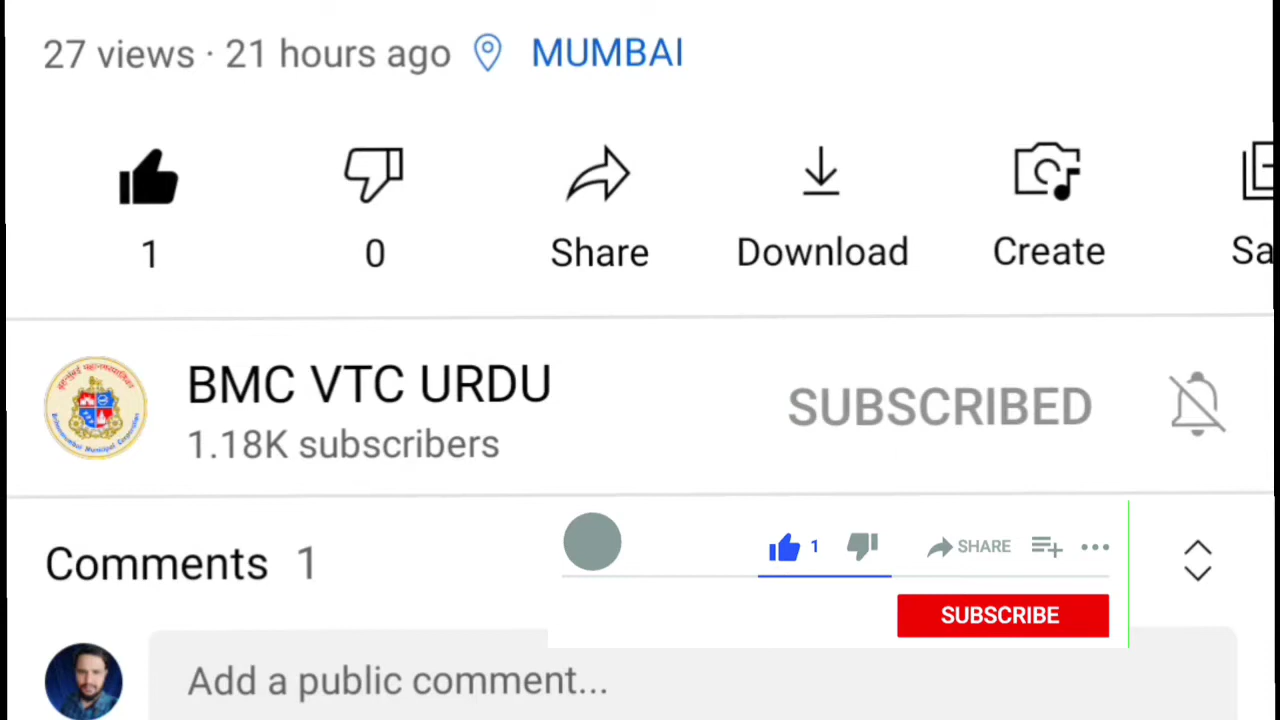 27 views · 21 hours ago MUMBAI
1
0
Share
Download
Create
Sa
BMC VTC URDU
1.18K subscribers
SUBSCRIBED
Comments 1
1
SHARE
SUBSCRIBE
Add a public comment...